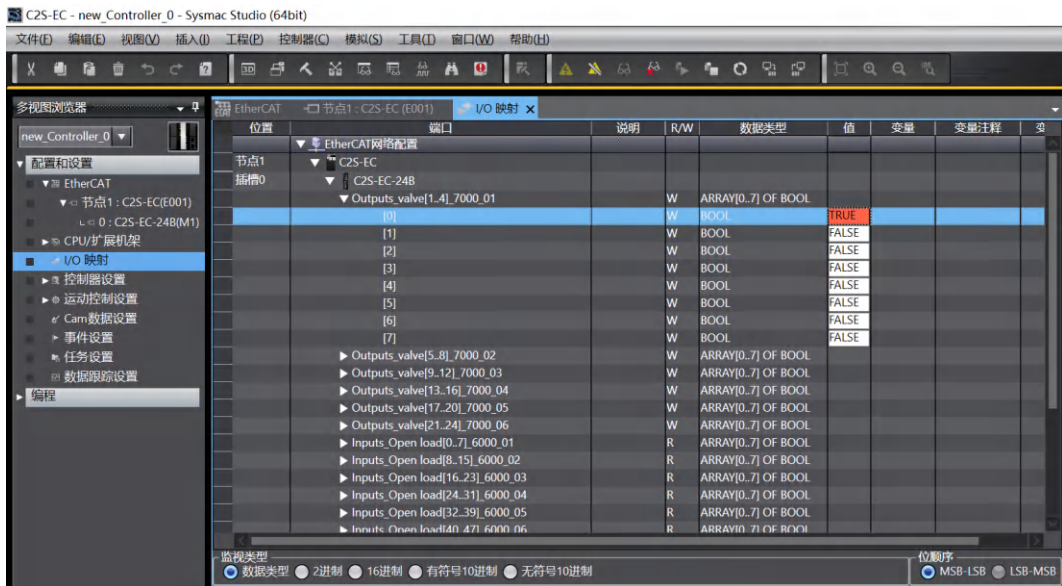 C2S-EC - new_Controller_0 - Sysmac Studio (64bit)
文件(F) 编辑(E) 视图(V) 插入(I) 工程(P) 控制器(C) 模拟(S) 工具(T) 窗口(W) 帮助(H)
多视图浏览器
new_Controller_0
配置和设置
EtherCAT
节点1 : C2S-EC(E001)
0 : C2S-EC-24B(M1)
CPU/扩展机架
I/O 映射
控制器设置
运动控制设置
Cam数据设置
事件设置
任务设置
数据跟踪设置
编程
EtherCAT 节点1 : C2S-EC (E001) I/O 映射
位置 端口 说明 R/W 数据类型 值 变量 变量注释
EtherCAT网络配置
节点1 C2S-EC
插槽0 C2S-EC-24B
Outputs_valve[1..4]_7000_01 W ARRAY[0..7] OF BOOL
[0] W BOOL TRUE
[1] W BOOL FALSE
[2] W BOOL FALSE
[3] W BOOL FALSE
[4] W BOOL FALSE
[5] W BOOL FALSE
[6] W BOOL FALSE
[7] W BOOL FALSE
Outputs_valve[5..8]_7000_02 W ARRAY[0..7] OF BOOL
Outputs_valve[9..12]_7000_03 W ARRAY[0..7] OF BOOL
Outputs_valve[13..16]_7000_04 W ARRAY[0..7] OF BOOL
Outputs_valve[17..20]_7000_05 W ARRAY[0..7] OF BOOL
Outputs_valve[21..24]_7000_06 W ARRAY[0..7] OF BOOL
Inputs_Open load[0..7]_6000_01 R ARRAY[0..7] OF BOOL
Inputs_Open load[8..15]_6000_02 R ARRAY[0..7] OF BOOL
Inputs_Open load[16..23]_6000_03 R ARRAY[0..7] OF BOOL
Inputs_Open load[24..31]_6000_04 R ARRAY[0..7] OF BOOL
Inputs_Open load[32..39]_6000_05 R ARRAY[0..7] OF BOOL
Inputs_Open load[40..47]_6000_06 R ARRAY[0..7] OF BOOL
监视类型 位顺序
数据类型 2进制 16进制 有符号10进制 无符号10进制 MSB-LSB LSB-MSB